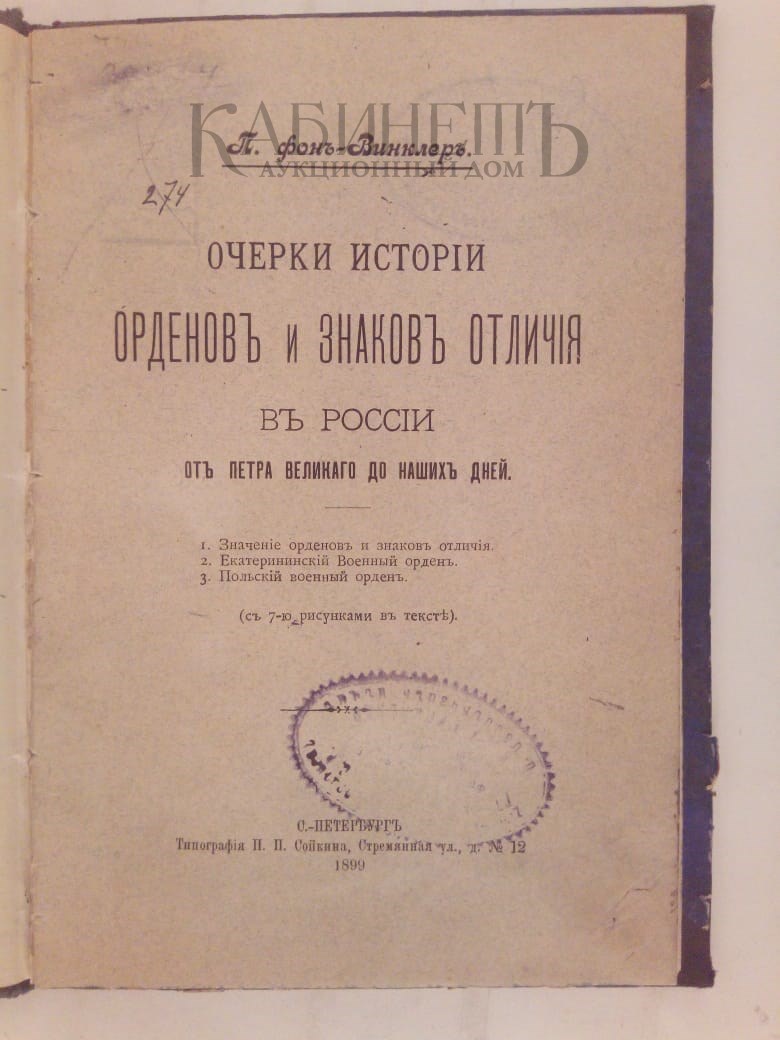 КАБИНЕТЪ
П. фонъ-Винклеръ.
АУКЦИОННЫЙ ДОМ
274
ОЧЕРКИ ИСТОРІИ
ОРДЕНОВЪ и ЗНАКОВЪ ОТЛИЧІЯ
ВЪ РОССІИ
ОТЪ ПЕТРА ВЕЛИКАГО ДО НАШИХЪ ДНЕЙ.
1. Значеніе орденовъ и знаковъ отличія.
2. Екатерининскій Военный орденъ.
3. Польскій военный орденъ.
(съ 7-ю рисунками въ текстѣ).
С.-ПЕТЕРБУРГЪ
Типографія П. П. Сойкина, Стремянная ул., д. № 12
1899